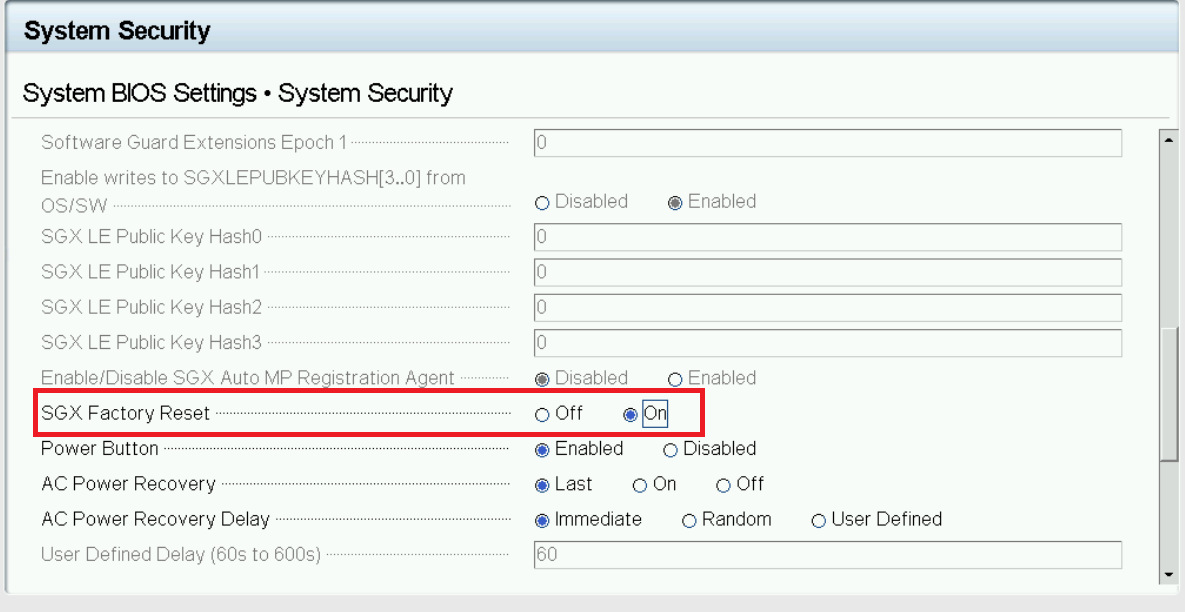 System Security
System BIOS Settings • System Security
Software Guard Extensions Epoch 1 0
Enable writes to SGXLEPUBKEYHASH[3..0] from
OS/SW Disabled Enabled
SGX LE Public Key Hash0 0
SGX LE Public Key Hash1 0
SGX LE Public Key Hash2 0
SGX LE Public Key Hash3 0
Enable/Disable SGX Auto MP Registration Agent Disabled Enabled
SGX Factory Reset Off On
Power Button Enabled Disabled
AC Power Recovery Last On Off
AC Power Recovery Delay Immediate Random User Defined
User Defined Delay (60s to 600s) 60